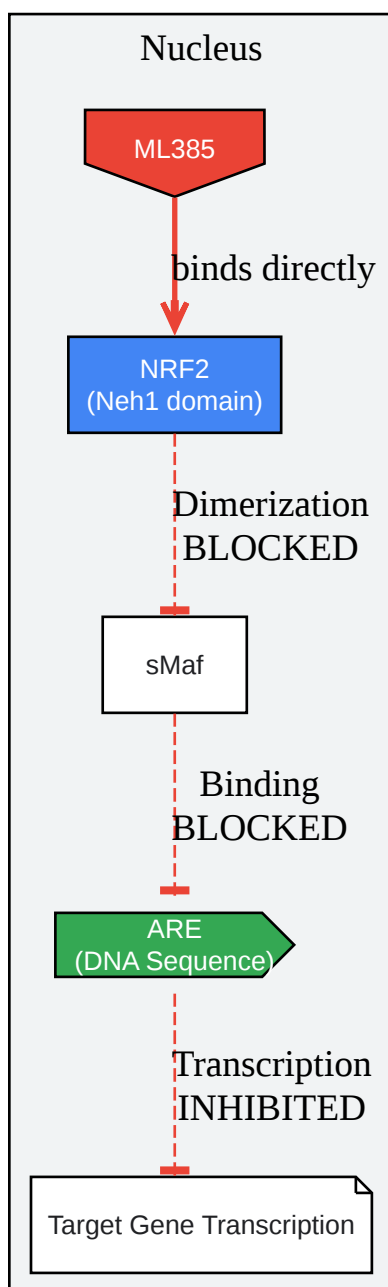 Nucleus
ML385
binds directly
NRF2
(Neh1 domain)
Dimerization
BLOCKED
sMaf
Binding
BLOCKED
ARE
(DNA Sequence)
Transcription
INHIBITED
Target Gene Transcription